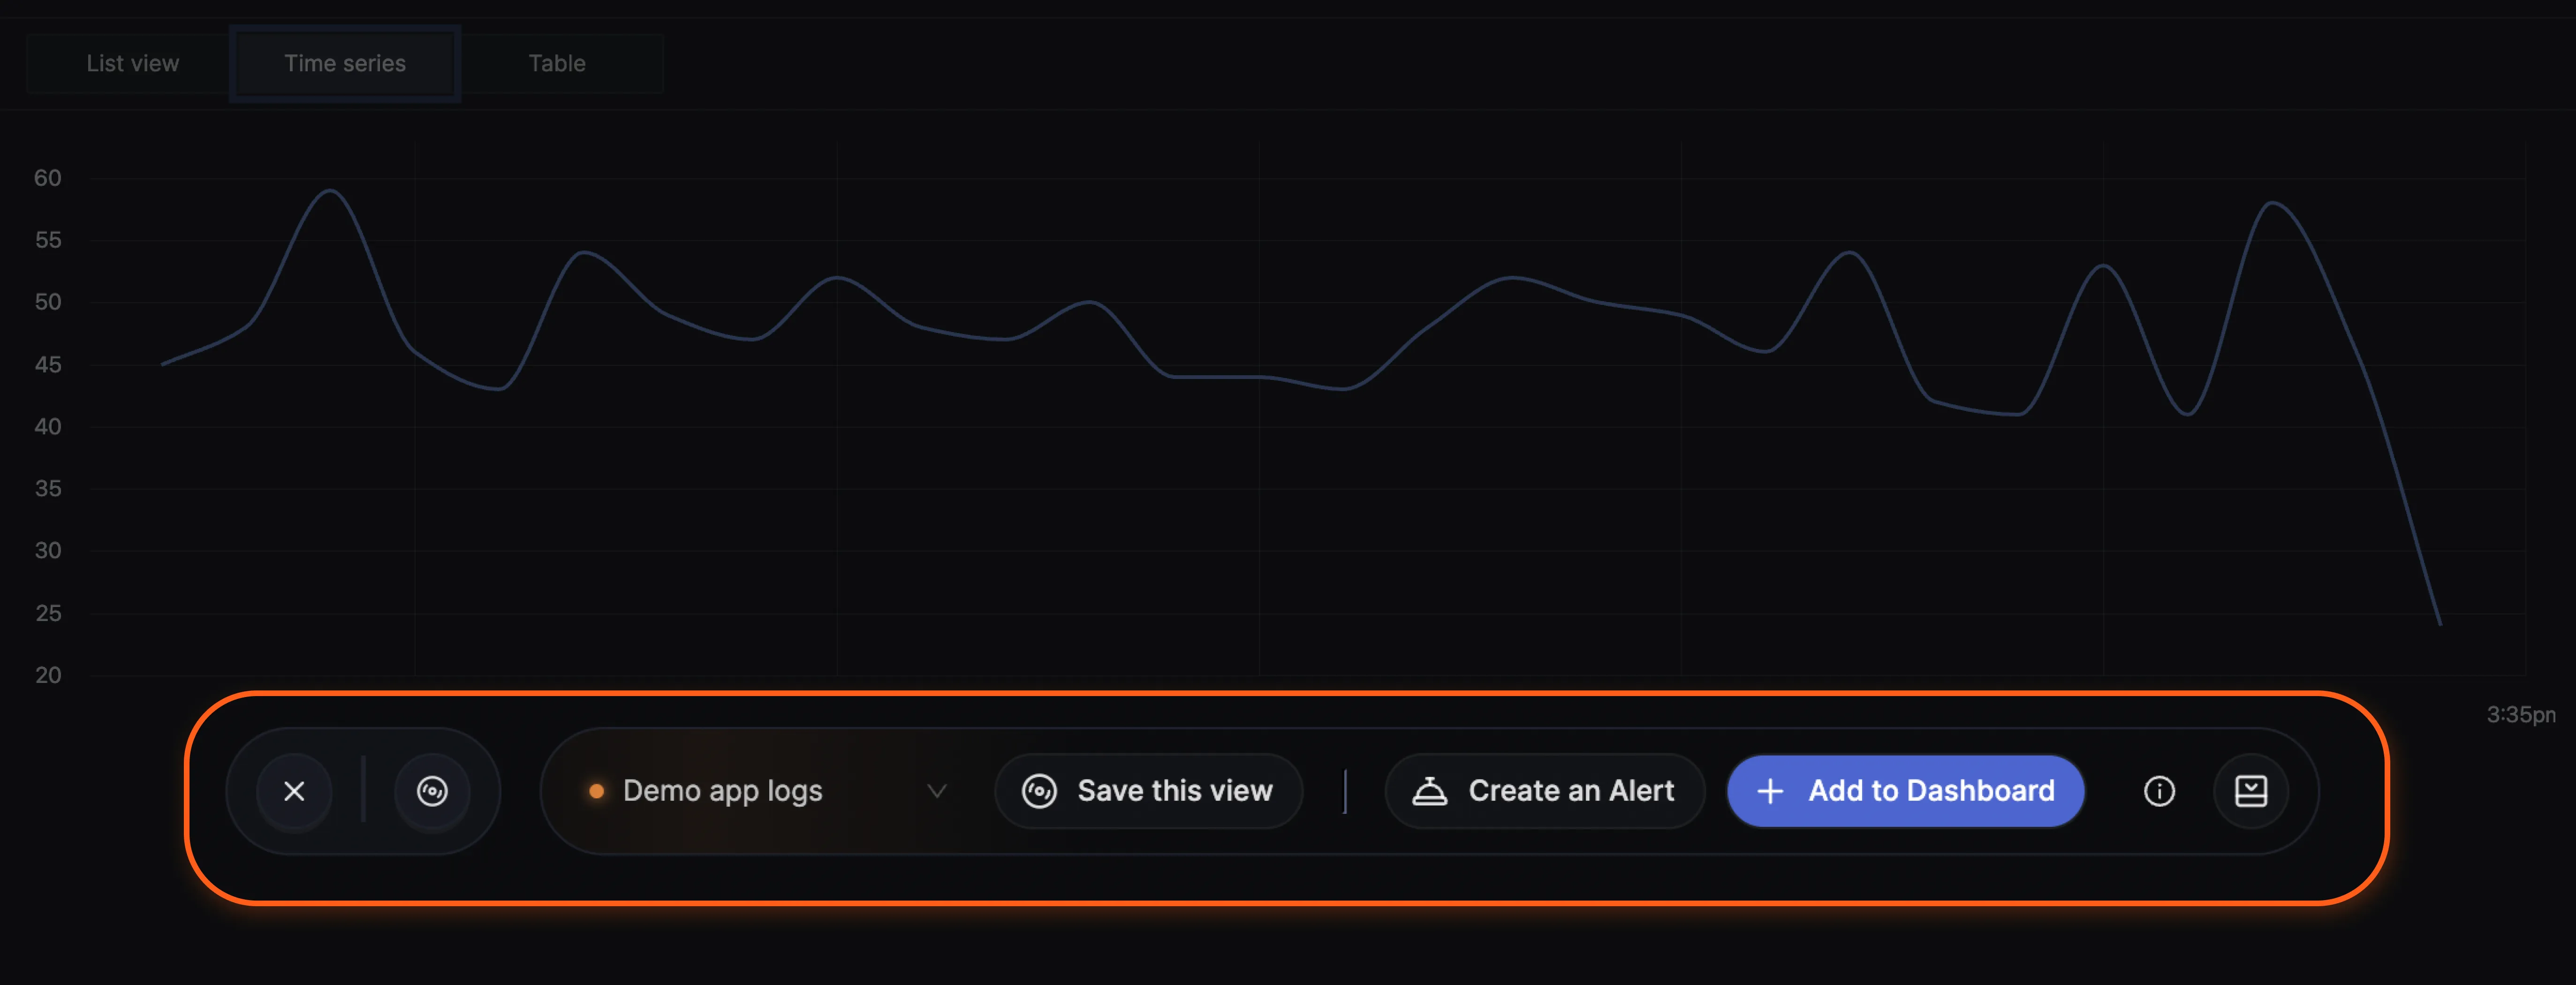 List view
Time series
Table
60
55
50
45
40
35
30
25
20
3:35pm
Demo app logs
Save this view
Create an Alert
Add to Dashboard